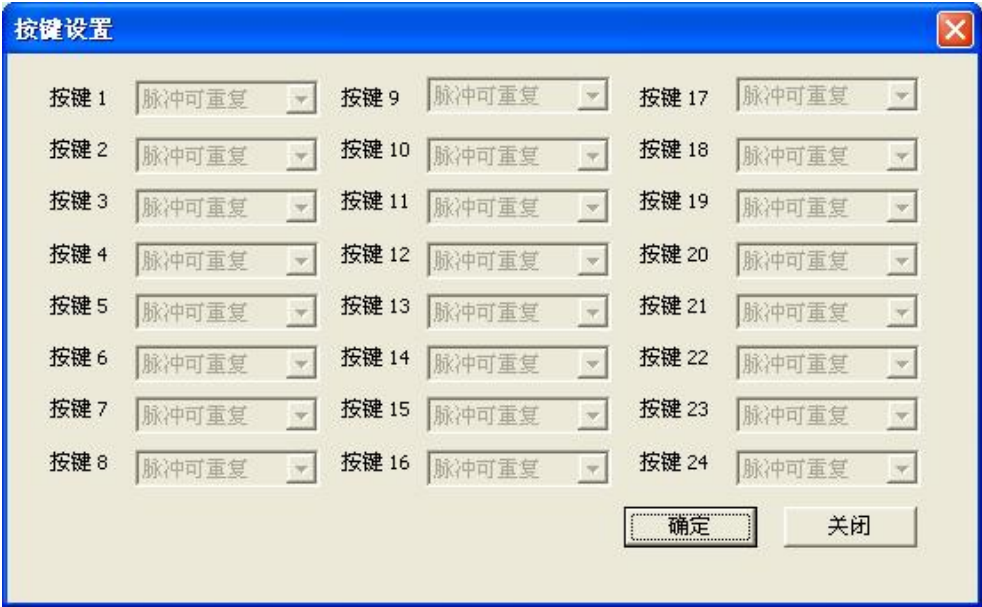 按键设置
按键 1 脉冲可重复 按键 9 脉冲可重复 按键 17 脉冲可重复
按键 2 脉冲可重复 按键 10 脉冲可重复 按键 18 脉冲可重复
按键 3 脉冲可重复 按键 11 脉冲可重复 按键 19 脉冲可重复
按键 4 脉冲可重复 按键 12 脉冲可重复 按键 20 脉冲可重复
按键 5 脉冲可重复 按键 13 脉冲可重复 按键 21 脉冲可重复
按键 6 脉冲可重复 按键 14 脉冲可重复 按键 22 脉冲可重复
按键 7 脉冲可重复 按键 15 脉冲可重复 按键 23 脉冲可重复
按键 8 脉冲可重复 按键 16 脉冲可重复 按键 24 脉冲可重复
确定 关闭